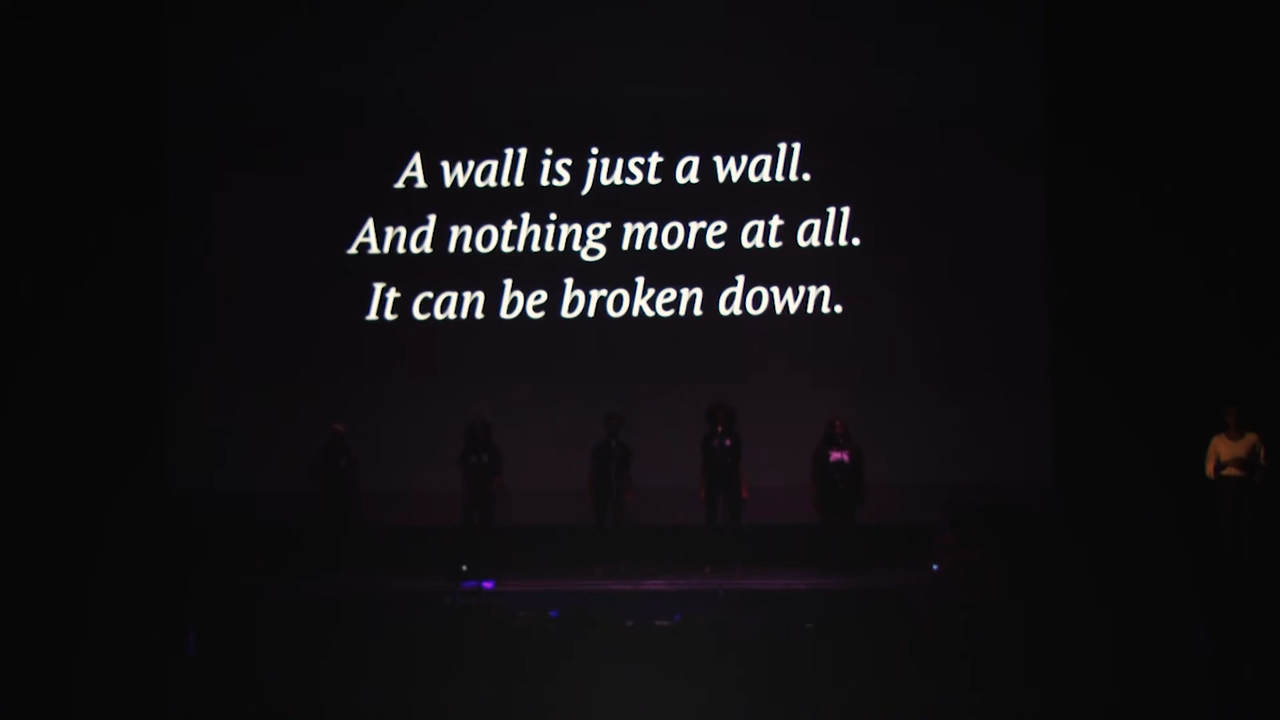 A wall is just a wall.
And nothing more at all.
It can be broken down.